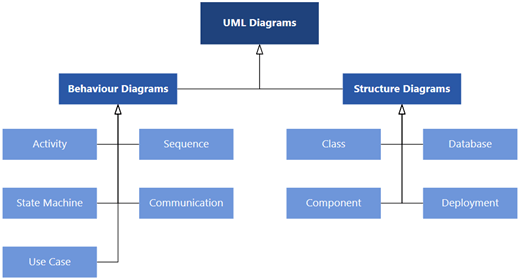 UML Diagrams
Behaviour Diagrams
Structure Diagrams
Activity
Sequence
Class
Database
State Machine
Communication
Component
Deployment
Use Case